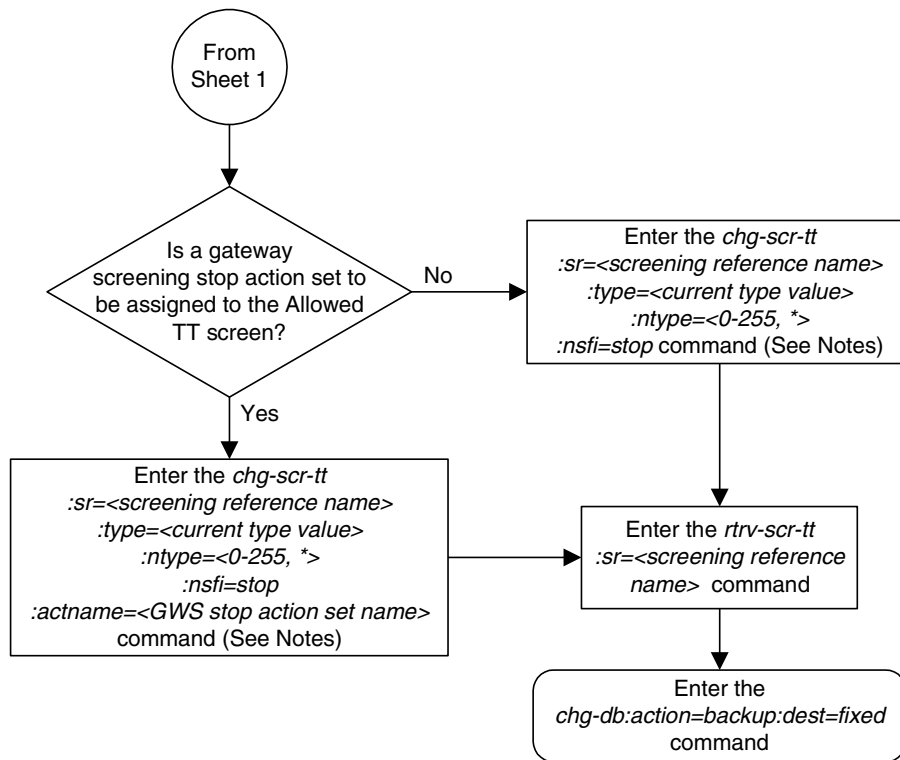 From
Sheet 1
Is a gateway
screening stop action set to
be assigned to the Allowed
TT screen?
No
Enter the chg-scr-tt
:sr=<screening reference name>
:type=<current type value>
:ntype=<0-255, *>
:nsfi=stop command (See Notes)
Yes
Enter the chg-scr-tt
:sr=<screening reference name>
:type=<current type value>
:ntype=<0-255, *>
:nsfi=stop
:actname=<GWS stop action set name>
command (See Notes)
Enter the rtrv-scr-tt
:sr=<screening reference
name> command
Enter the
chg-db:action=backup:dest=fixed
command